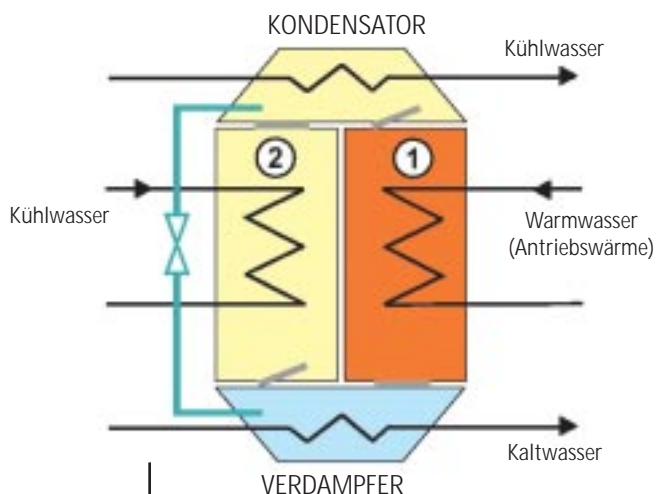 KONDENSATOR
Kühlwasser
2
1
Kühlwasser
Warmwasser
(Antriebswärme)
Kaltwasser
VERDAMPFER